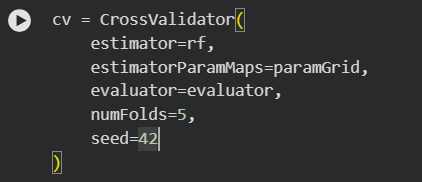 cv = CrossValidator(
    estimator=rf,
    estimatorParamMaps=paramGrid,
    evaluator=evaluator,
    numFolds=5,
    seed=42
)